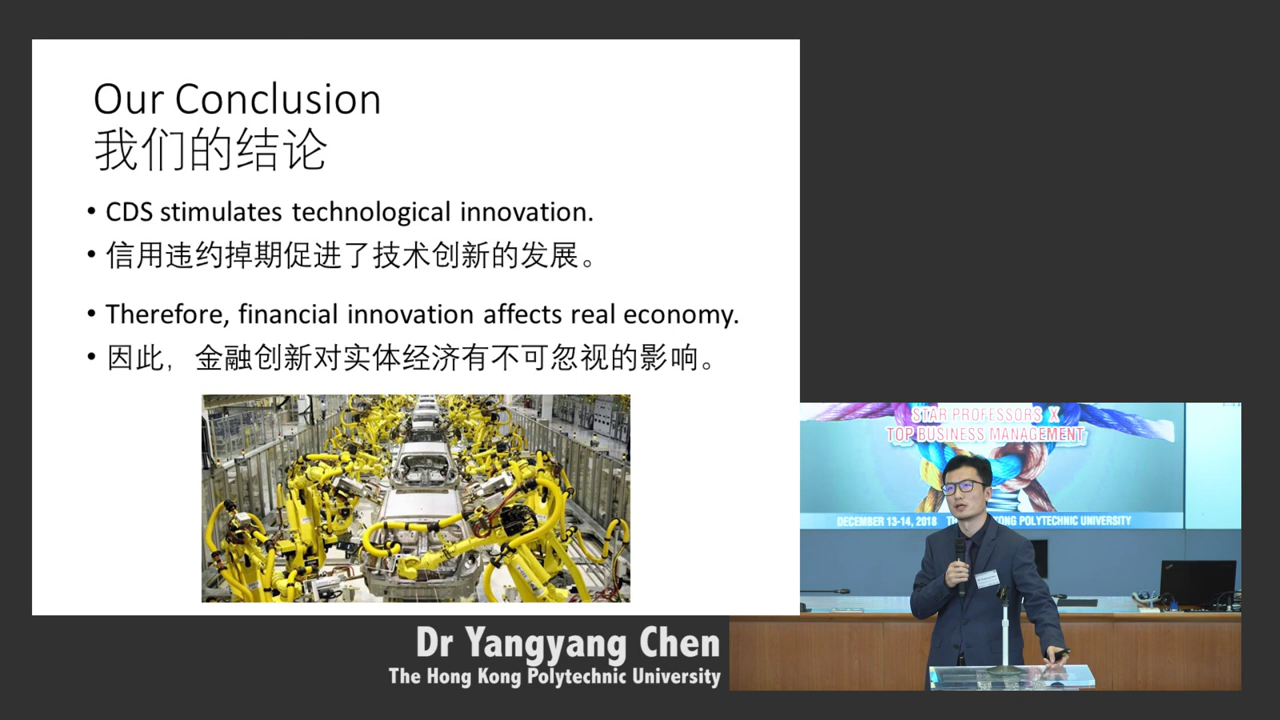 Our Conclusion
我们的结论
• CDS stimulates technological innovation.
• 信用违约掉期促进了技术创新的发展。
• Therefore, financial innovation affects real economy.
• 因此，金融创新对实体经济有不可忽视的影响。
STAR PROFESSORS X
TOP BUSINESS MANAGEMENT
DECEMBER 13-14, 2018 KONG POLYTECHNIC UNIVERSITY
Dr Yangyang Chen
The Hong Kong Polytechnic University